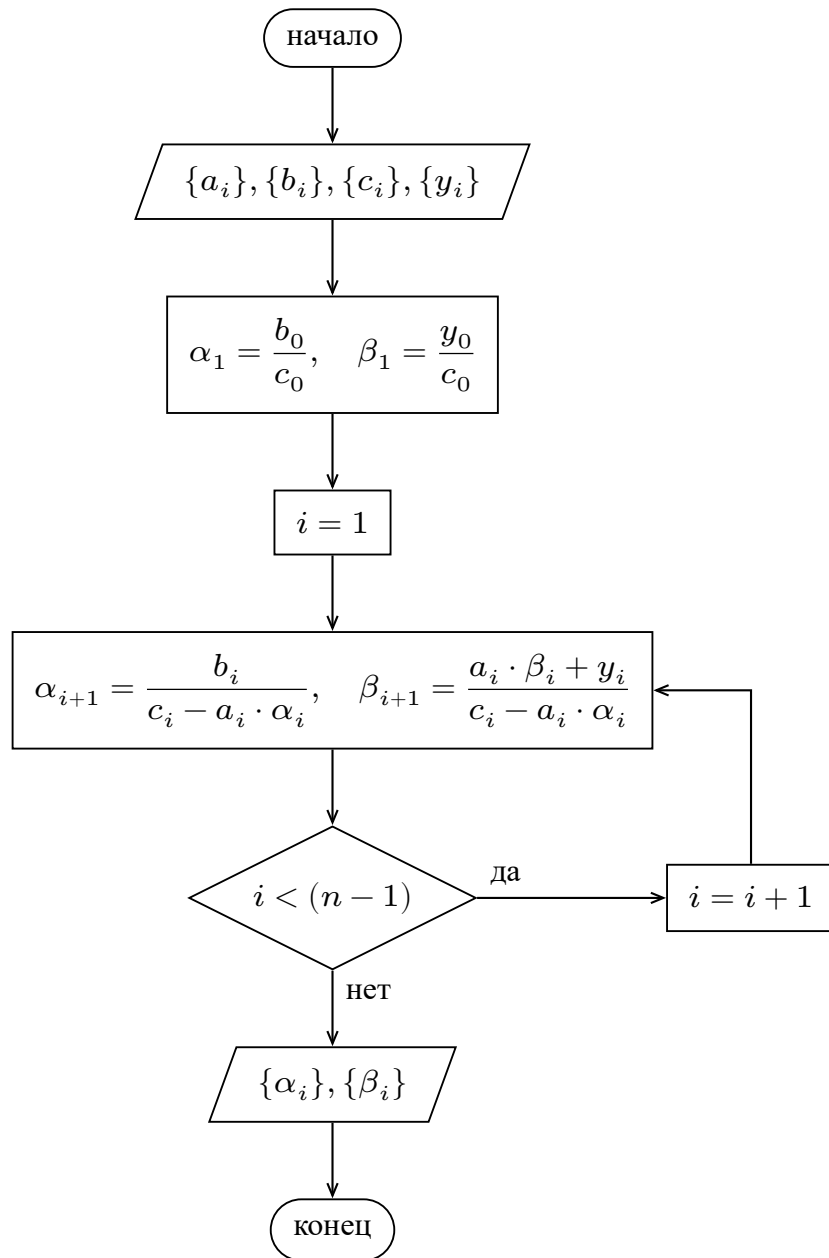 начало
{a_i}, {b_i}, {c_i}, {y_i}
α_1 = b_0/c_0, β_1 = y_0/c_0
i = 1
α_{i+1} = b_i/(c_i − a_i · α_i), β_{i+1} = (a_i · β_i + y_i)/(c_i − a_i · α_i)
i < (n − 1)
да
i = i + 1
нет
{α_i}, {β_i}
конец